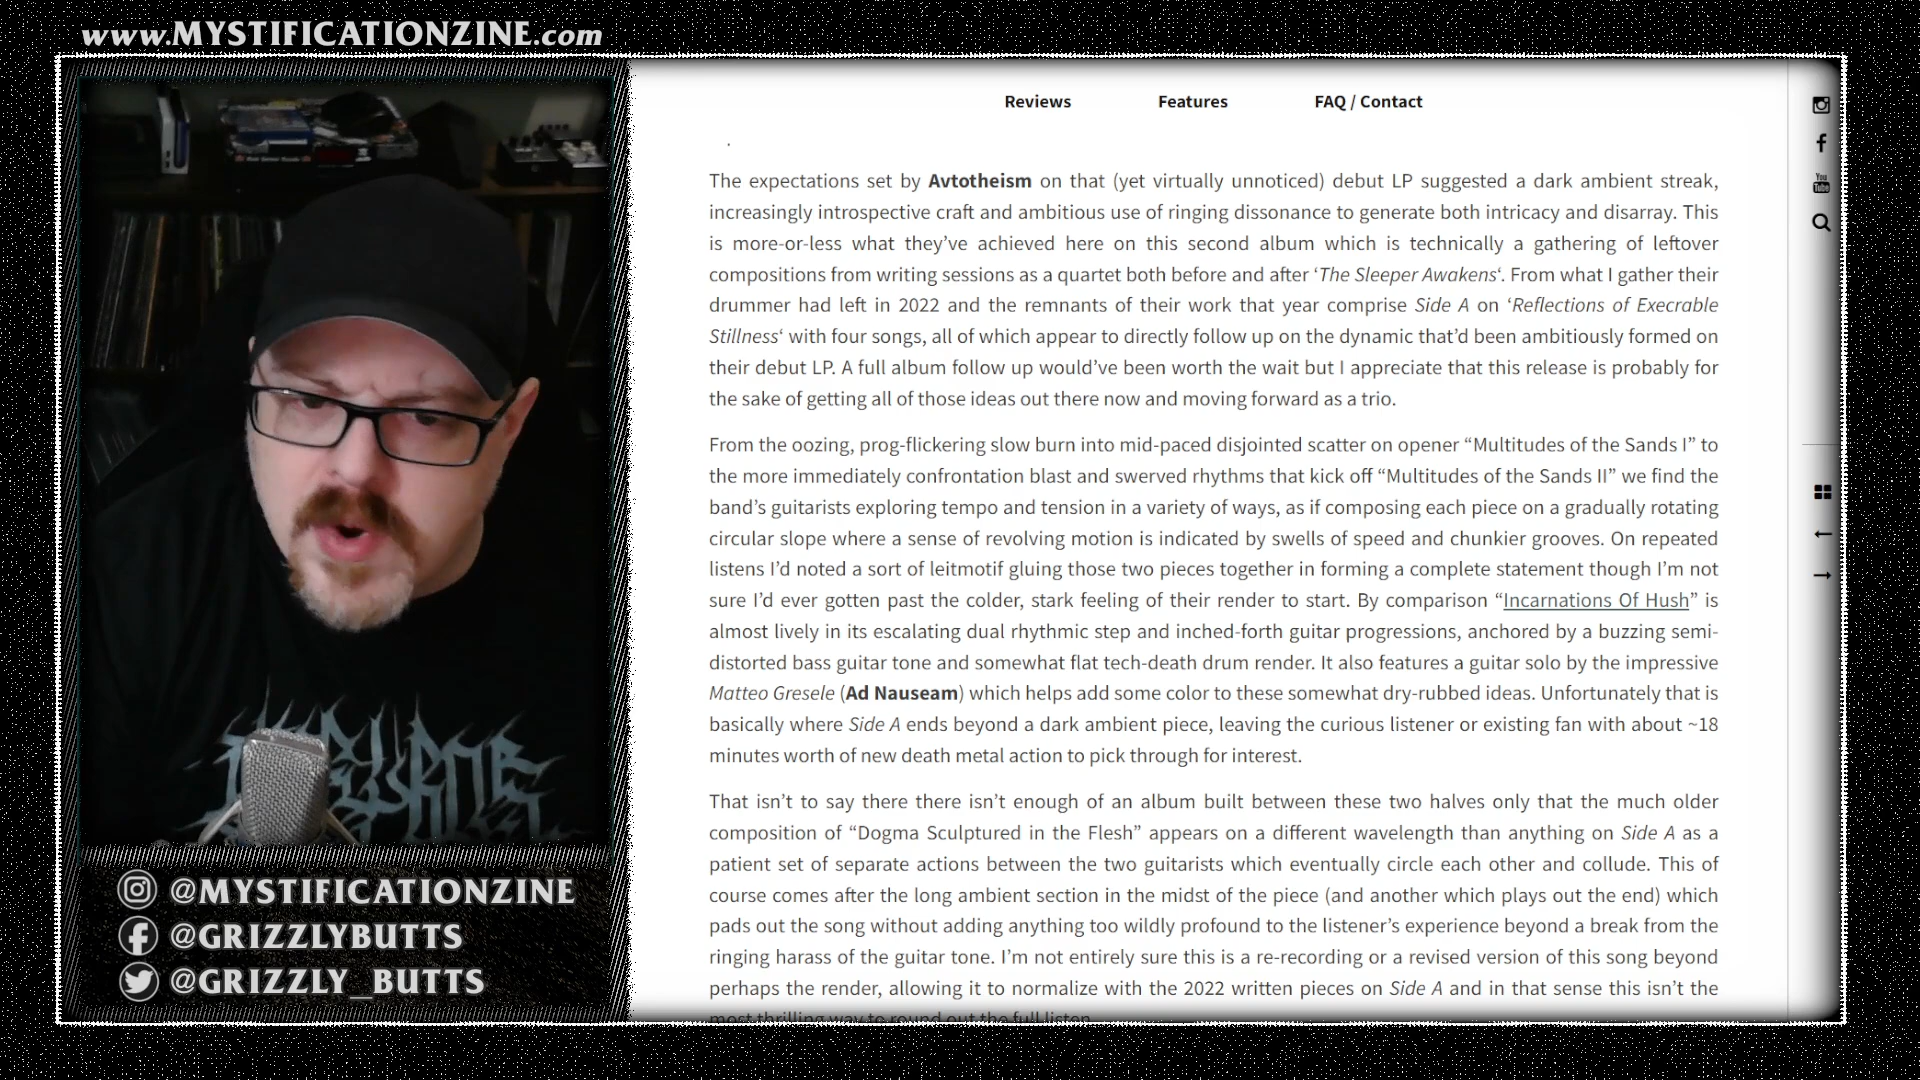 www.MYSTIFICATIONZINE.com
Reviews
Features
FAQ / Contact
The expectations set by Avtotheism on that (yet virtually unnoticed) debut LP suggested a dark ambient streak,
increasingly introspective craft and ambitious use of ringing dissonance to generate both intricacy and disarray. This
is more-or-less what they’ve achieved here on this second album which is technically a gathering of leftover
compositions from writing sessions as a quartet both before and after ‘The Sleeper Awakens‘. From what I gather their
drummer had left in 2022 and the remnants of their work that year comprise Side A on ‘Reflections of Execrable
Stillness‘ with four songs, all of which appear to directly follow up on the dynamic that’d been ambitiously formed on
their debut LP. A full album follow up would’ve been worth the wait but I appreciate that this release is probably for
the sake of getting all of those ideas out there now and moving forward as a trio.
From the oozing, prog-flickering slow burn into mid-paced disjointed scatter on opener “Multitudes of the Sands I” to
the more immediately confrontation blast and swerved rhythms that kick off “Multitudes of the Sands II” we find the
band’s guitarists exploring tempo and tension in a variety of ways, as if composing each piece on a gradually rotating
circular slope where a sense of revolving motion is indicated by swells of speed and chunkier grooves. On repeated
listens I’d noted a sort of leitmotif gluing those two pieces together in forming a complete statement though I’m not
sure I’d ever gotten past the colder, stark feeling of their render to start. By comparison “Incarnations Of Hush” is
almost lively in its escalating dual rhythmic step and inched-forth guitar progressions, anchored by a buzzing semi-
distorted bass guitar tone and somewhat flat tech-death drum render. It also features a guitar solo by the impressive
Matteo Gresele (Ad Nauseam) which helps add some color to these somewhat dry-rubbed ideas. Unfortunately that is
basically where Side A ends beyond a dark ambient piece, leaving the curious listener or existing fan with about ~18
minutes worth of new death metal action to pick through for interest.
That isn’t to say there there isn’t enough of an album built between these two halves only that the much older
composition of “Dogma Sculptured in the Flesh” appears on a different wavelength than anything on Side A as a
patient set of separate actions between the two guitarists which eventually circle each other and collude. This of
course comes after the long ambient section in the midst of the piece (and another which plays out the end) which
pads out the song without adding anything too wildly profound to the listener’s experience beyond a break from the
ringing harass of the guitar tone. I’m not entirely sure this is a re-recording or a revised version of this song beyond
perhaps the render, allowing it to normalize with the 2022 written pieces on Side A and in that sense this isn’t the
most thrilling way to round out the full listen.
You
Tube
@MYSTIFICATIONZINE
@GRIZZLYBUTTS
@GRIZZLY_BUTTS